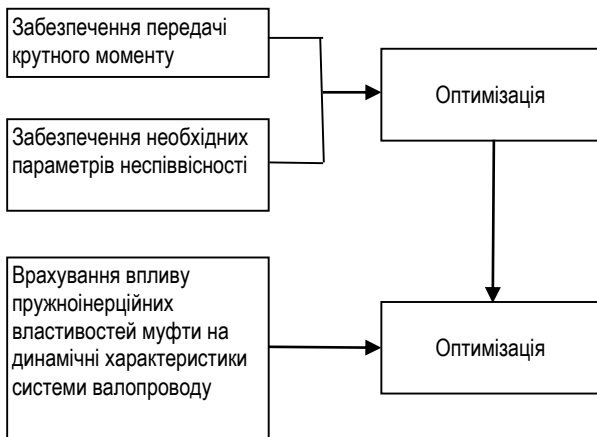 Забезпечення передачі
крутного моменту
Оптимізація
Забезпечення необхідних
параметрів неспіввісності
Врахування впливу
пружноінерційних
властивостей муфти на
динамічні характеристики
системи валопроводу
Оптимізація